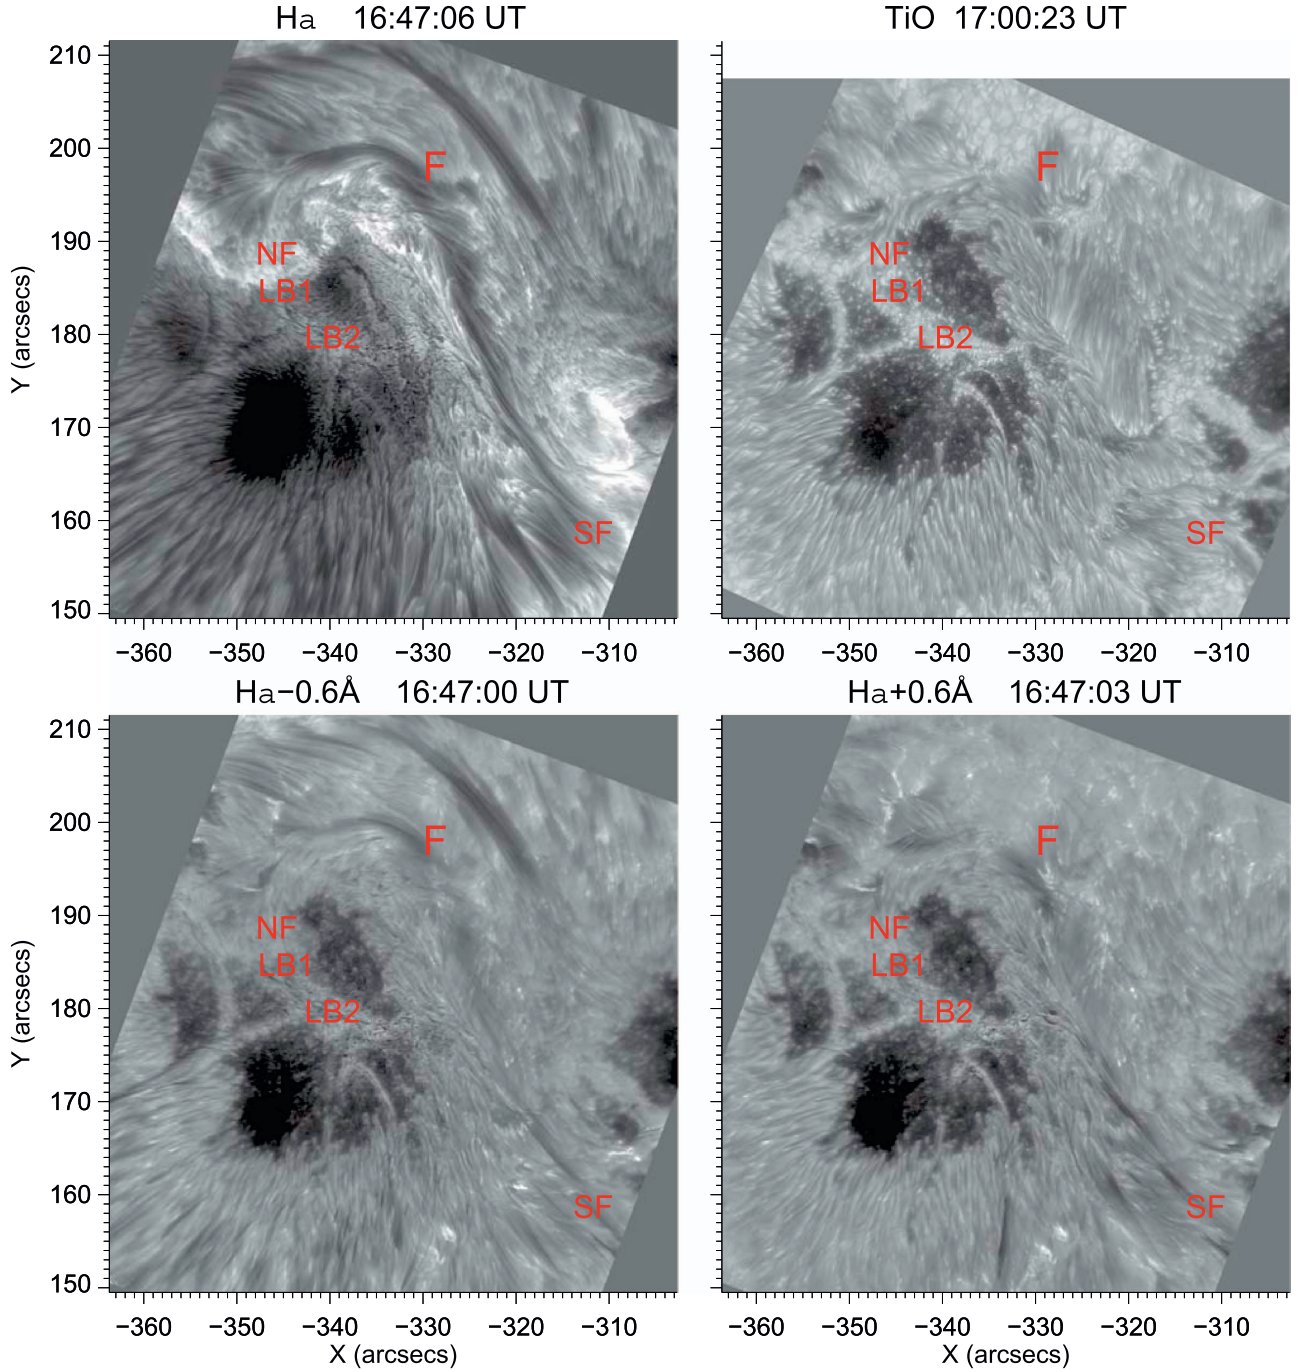 Hα 16:47:06 UT
TiO 17:00:23 UT
210
200
190
180
170
160
150
Y (arcsecs)
F
NF
LB1
LB2
SF
F
NF
LB1
LB2
SF
−360 −350 −340 −330 −320 −310
−360 −350 −340 −330 −320 −310
Hα−0.6Å 16:47:00 UT
Hα+0.6Å 16:47:03 UT
210
200
190
180
170
160
150
Y (arcsecs)
F
NF
LB1
LB2
SF
F
NF
LB1
LB2
SF
−360 −350 −340 −330 −320 −310
X (arcsecs)
−360 −350 −340 −330 −320 −310
X (arcsecs)